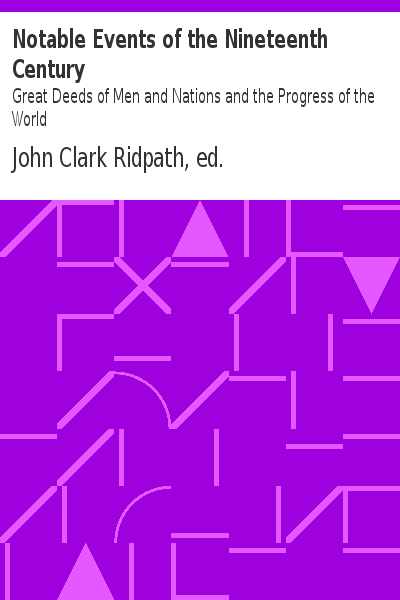 Notable Events of the Nineteenth
Century
Great Deeds of Men and Nations and the Progress of the
World
John Clark Ridpath, ed.